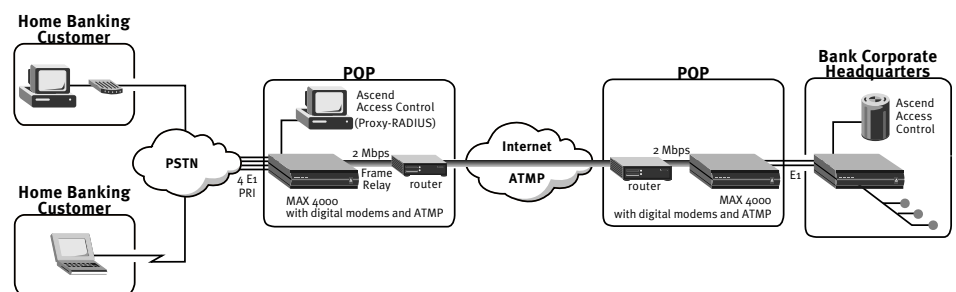 Home Banking
Customer
Home Banking
Customer
PSTN
4 E1
PRI
POP
Ascend
Access Control
(Proxy-RADIUS)
2 Mbps
Frame
Relay
router
MAX 4000
with digital modems and ATMP
Internet
ATMP
POP
2 Mbps
router
MAX 4000
with digital modems and ATMP
E1
Bank Corporate
Headquarters
Ascend
Access
Control